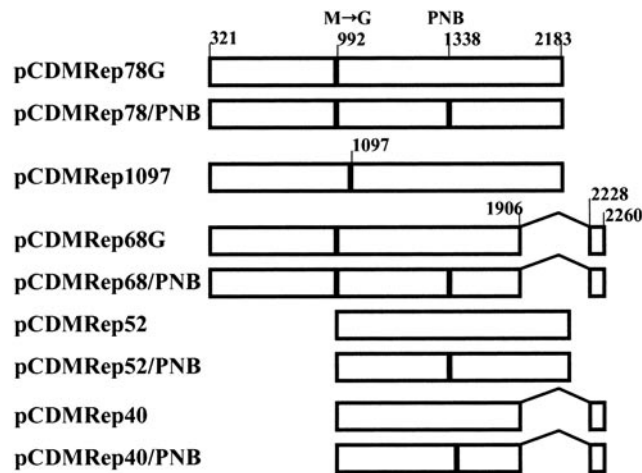 M→G PNB
321 992 1338 2183
pCDMRep78G
pCDMRep78/PNB
1097
pCDMRep1097
2228
1906 2260
pCDMRep68G
pCDMRep68/PNB
pCDMRep52
pCDMRep52/PNB
pCDMRep40
pCDMRep40/PNB